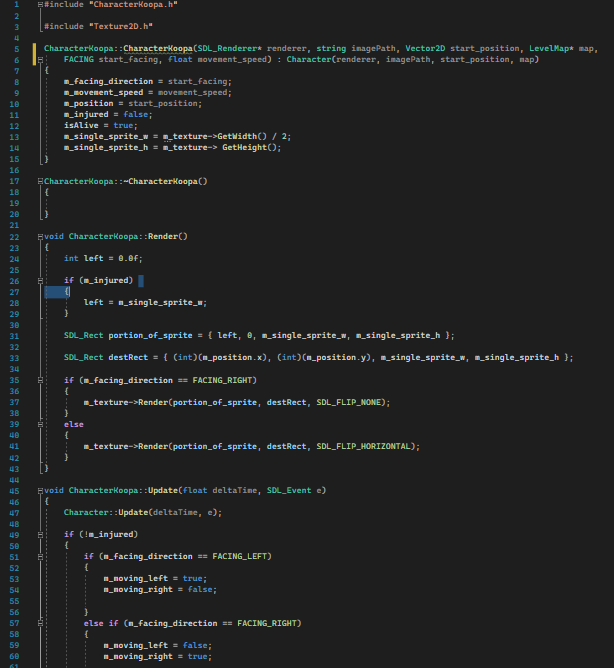 1 #include "CharacterKoopa.h"
2
3 #include "Texture2D.h"
4
5 CharacterKoopa::CharacterKoopa(SDL_Renderer* renderer, string imagePath, Vector2D start_position, LevelMap* map,
6 FACING start_facing, float movement_speed) : Character(renderer, imagePath, start_position, map)
7 {
8 m_facing_direction = start_facing;
9 m_movement_speed = movement_speed;
10 m_position = start_position;
11 m_injured = false;
12 isAlive = true;
13 m_single_sprite_w = m_texture->GetWidth() / 2;
14 m_single_sprite_h = m_texture-> GetHeight();
15 }
16
17 CharacterKoopa::~CharacterKoopa()
18 {
19
20 }
21
22 void CharacterKoopa::Render()
23 {
24 int left = 0.0f;
25
26 if (m_injured)
27 {
28 left = m_single_sprite_w;
29 }
30
31 SDL_Rect portion_of_sprite = { left, 0, m_single_sprite_w, m_single_sprite_h };
32
33 SDL_Rect destRect = { (int)(m_position.x), (int)(m_position.y), m_single_sprite_w, m_single_sprite_h };
34
35 if (m_facing_direction == FACING_RIGHT)
36 {
37 m_texture->Render(portion_of_sprite, destRect, SDL_FLIP_NONE);
38 }
39 else
40 {
41 m_texture->Render(portion_of_sprite, destRect, SDL_FLIP_HORIZONTAL);
42 }
43 }
44
45 void CharacterKoopa::Update(float deltaTime, SDL_Event e)
46 {
47 Character::Update(deltaTime, e);
48
49 if (!m_injured)
50 {
51 if (m_facing_direction == FACING_LEFT)
52 {
53 m_moving_left = true;
54 m_moving_right = false;
55
56 }
57 else if (m_facing_direction == FACING_RIGHT)
58 {
59 m_moving_left = false;
60 m_moving_right = true;
61